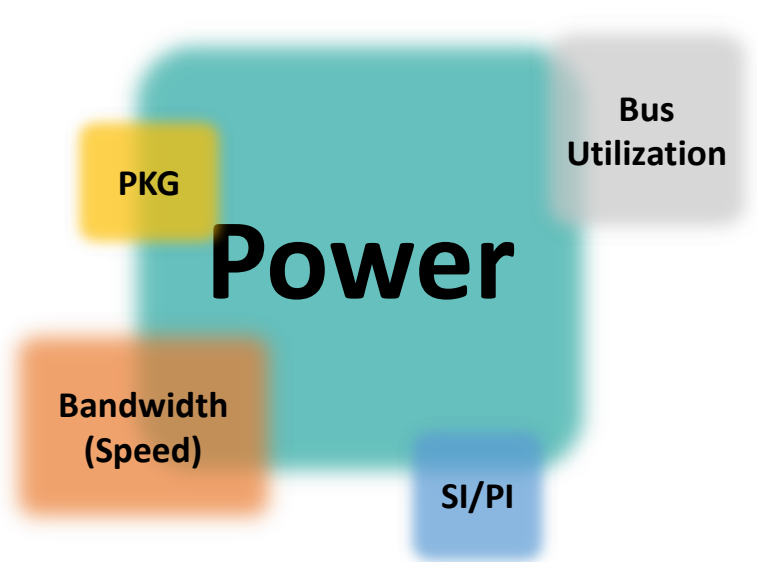 Bus
Utilization
PKG
Power
Bandwidth
(Speed)
SI/PI